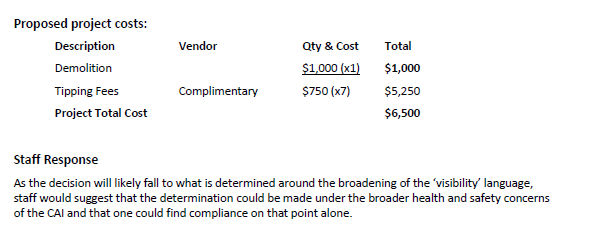 Proposed project costs:
Description Vendor Qty & Cost Total
Demolition $1,000 (x1) $1,000
Tipping Fees Complimentary $750 (x7) $5,250
Project Total Cost $6,500
Staff Response
As the decision will likely fall to what is determined around the broadening of the ‘visibility’ language,
staff would suggest that the determination could be made under the broader health and safety concerns
of the CAI and that one could find compliance on that point alone.